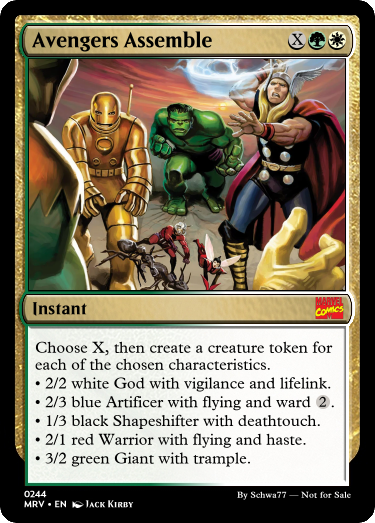 Avengers Assemble X
Instant
MARVEL
COMICS
Choose X, then create a creature token for
each of the chosen characteristics.
• 2/2 white God with vigilance and lifelink.
• 2/3 blue Artificer with flying and ward 2.
• 1/3 black Shapeshifter with deathtouch.
• 2/1 red Warrior with flying and haste.
• 3/2 green Giant with trample.
0244
MRV • EN Jack Kirby
By Schwa77 — Not for Sale